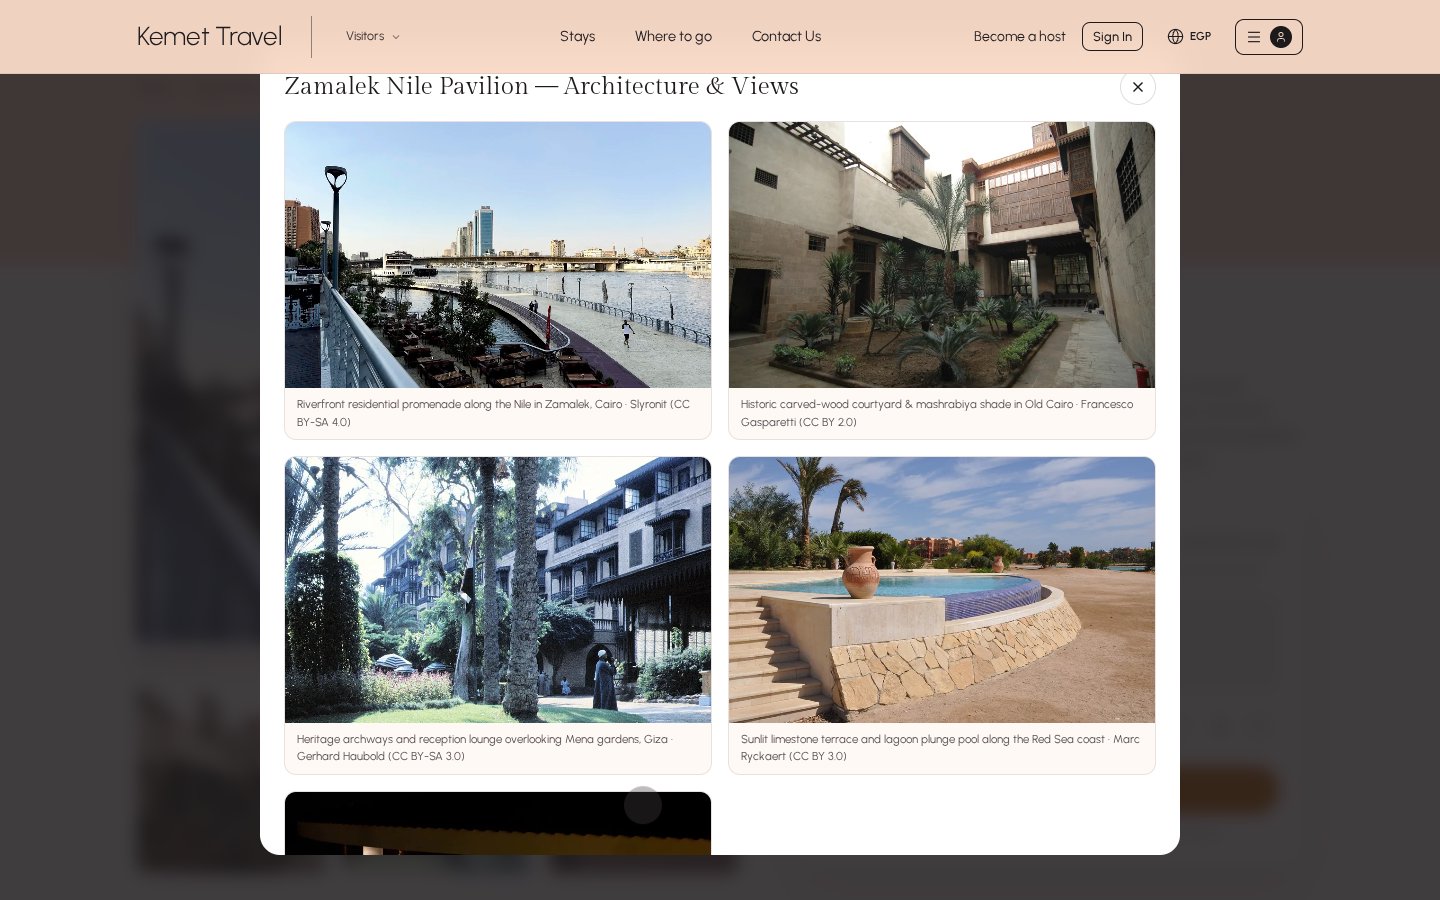 Kemet Travel
Visitors
Stays
Where to go
Contact Us
Become a host
Sign In
EGP
Zamalek Nile Pavilion — Architecture & Views
Riverfront residential promenade along the Nile in Zamalek, Cairo · Slyronit (CC
BY-SA 4.0)
Historic carved-wood courtyard & mashrabiya shade in Old Cairo · Francesco
Gasparetti (CC BY 2.0)
Heritage archways and reception lounge overlooking Mena gardens, Giza ·
Gerhard Haubold (CC BY-SA 3.0)
Sunlit limestone terrace and lagoon plunge pool along the Red Sea coast · Marc
Ryckaert (CC BY 3.0)